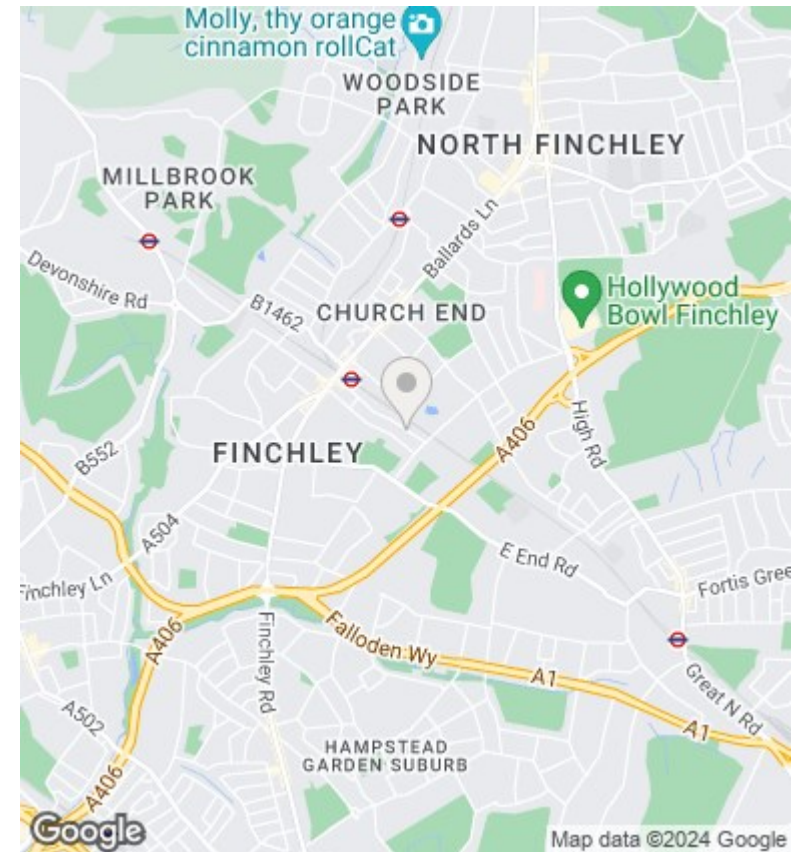 Molly, thy orange
cinnamon rollCat
WOODSIDE
PARK
NORTH FINCHLEY
MILLBROOK
PARK
Ballards Ln
Devonshire Rd
B1462
Hollywood
Bowl Finchley
CHURCH END
High Rd
A406
FINCHLEY
B552
A504
E End Rd
Finchley Ln
Fortis Gree
Finchley Rd
Falloden Wy
A406
A1
Great N Rd
A502
A1
HAMPSTEAD
GARDEN SUBURB
A406
Google
Map data ©2024 Google